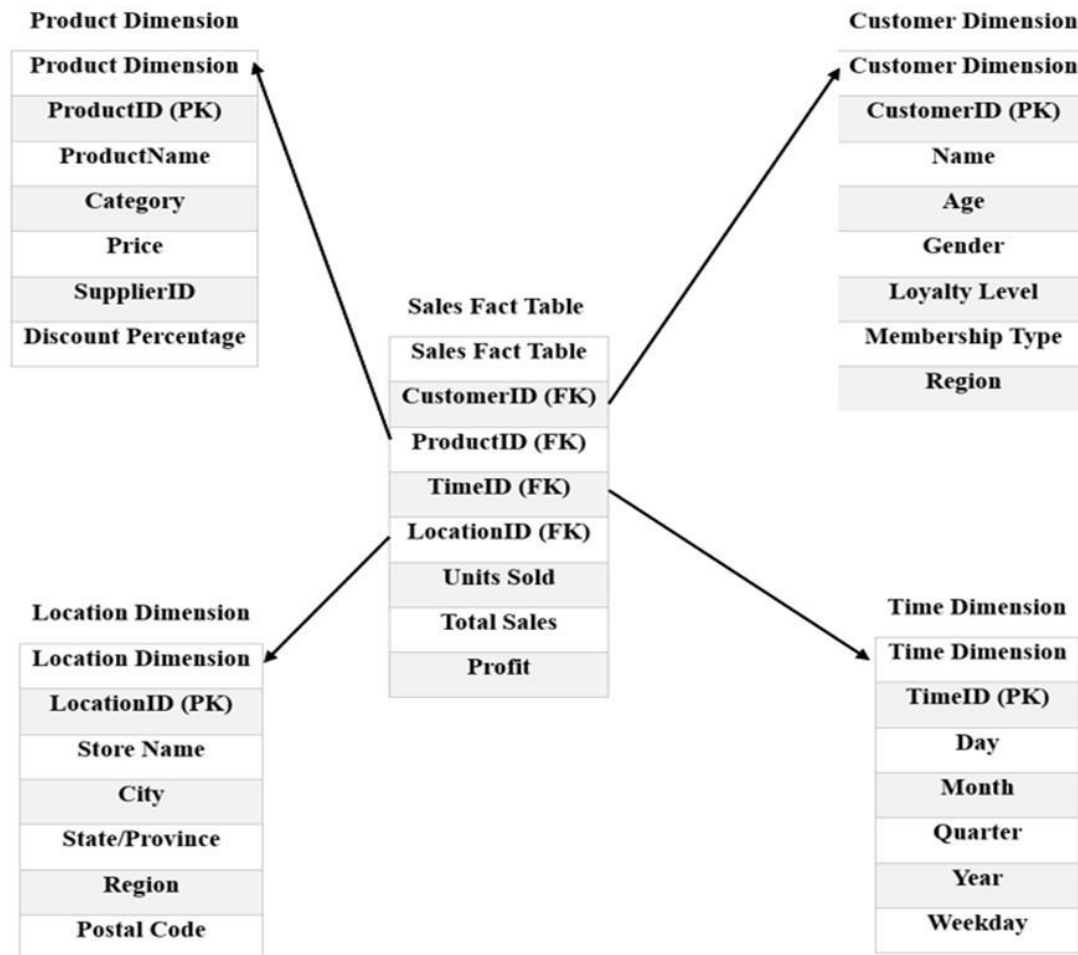 Product Dimension
Product Dimension
ProductID (PK)
ProductName
Category
Price
SupplierID
Discount Percentage
Customer Dimension
Customer Dimension
CustomerID (PK)
Name
Age
Gender
Loyalty Level
Membership Type
Region
Sales Fact Table
Sales Fact Table
CustomerID (FK)
ProductID (FK)
TimeID (FK)
LocationID (FK)
Units Sold
Total Sales
Profit
Location Dimension
Location Dimension
LocationID (PK)
Store Name
City
State/Province
Region
Postal Code
Time Dimension
Time Dimension
TimeID (PK)
Day
Month
Quarter
Year
Weekday